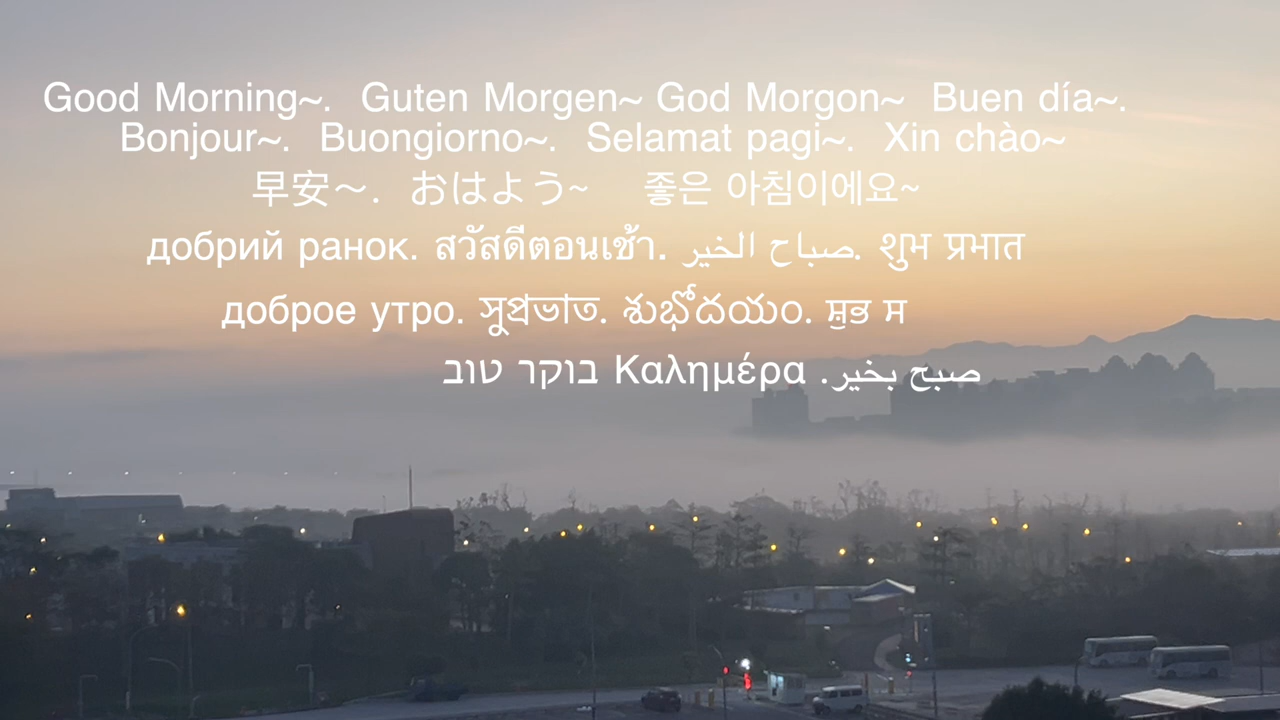 Good Morning~. Guten Morgen~ God Morgon~ Buen día~.
Bonjour~. Buongiorno~. Selamat pagi~. Xin chào~
早安～. おはよう~ 좋은 아침이에요~
добрий ранок. สวัสดีตอนเช้า. صباح الخير. शुभ प्रभात
доброе утро. সুপ্রভাত. శుభోదయం. ਸ਼ੁਭ ਸ
בוקר טוב Καλημέρα .صبح بخیر